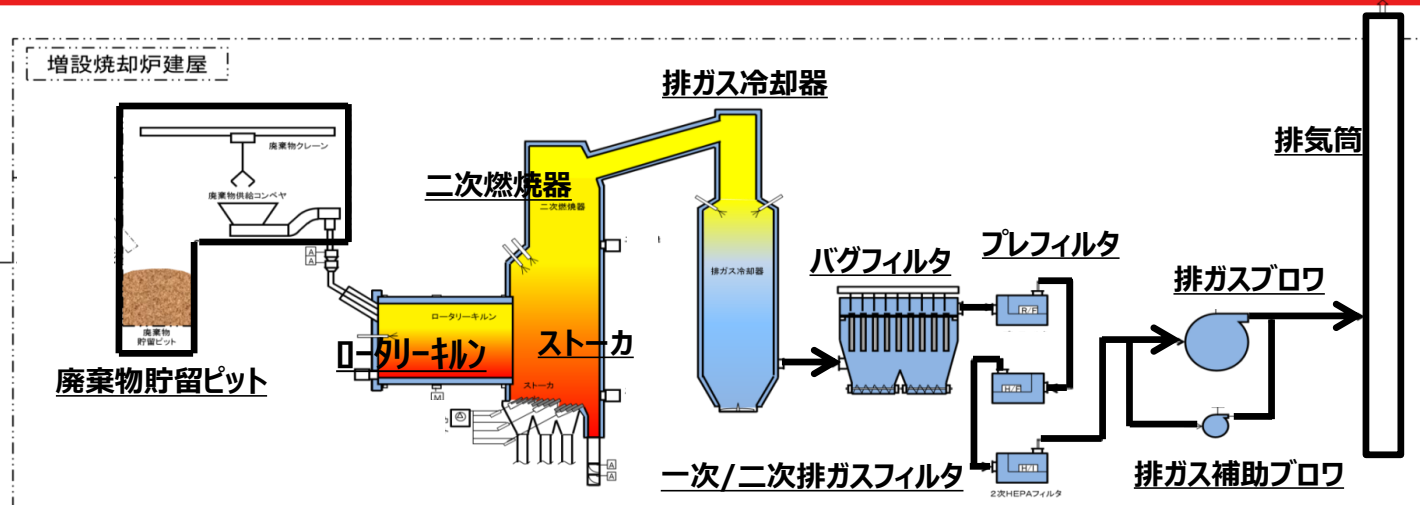 増設焼却炉建屋
排ガス冷却器
排気筒
廃棄物クレーン
廃棄物供給コンベヤ
二次燃焼器
二次燃焼器
排ガス冷却器
バグフィルタ
プレフィルタ
排ガスブロワ
A
A
ロータリーキルン
ロータリーキルン
ストーカ
ストーカ
廃棄物
貯留ピット
廃棄物貯留ピット
M
A
A
A
一次/二次排ガスフィルタ
2次HEPAフィルタ
排ガス補助ブロワ